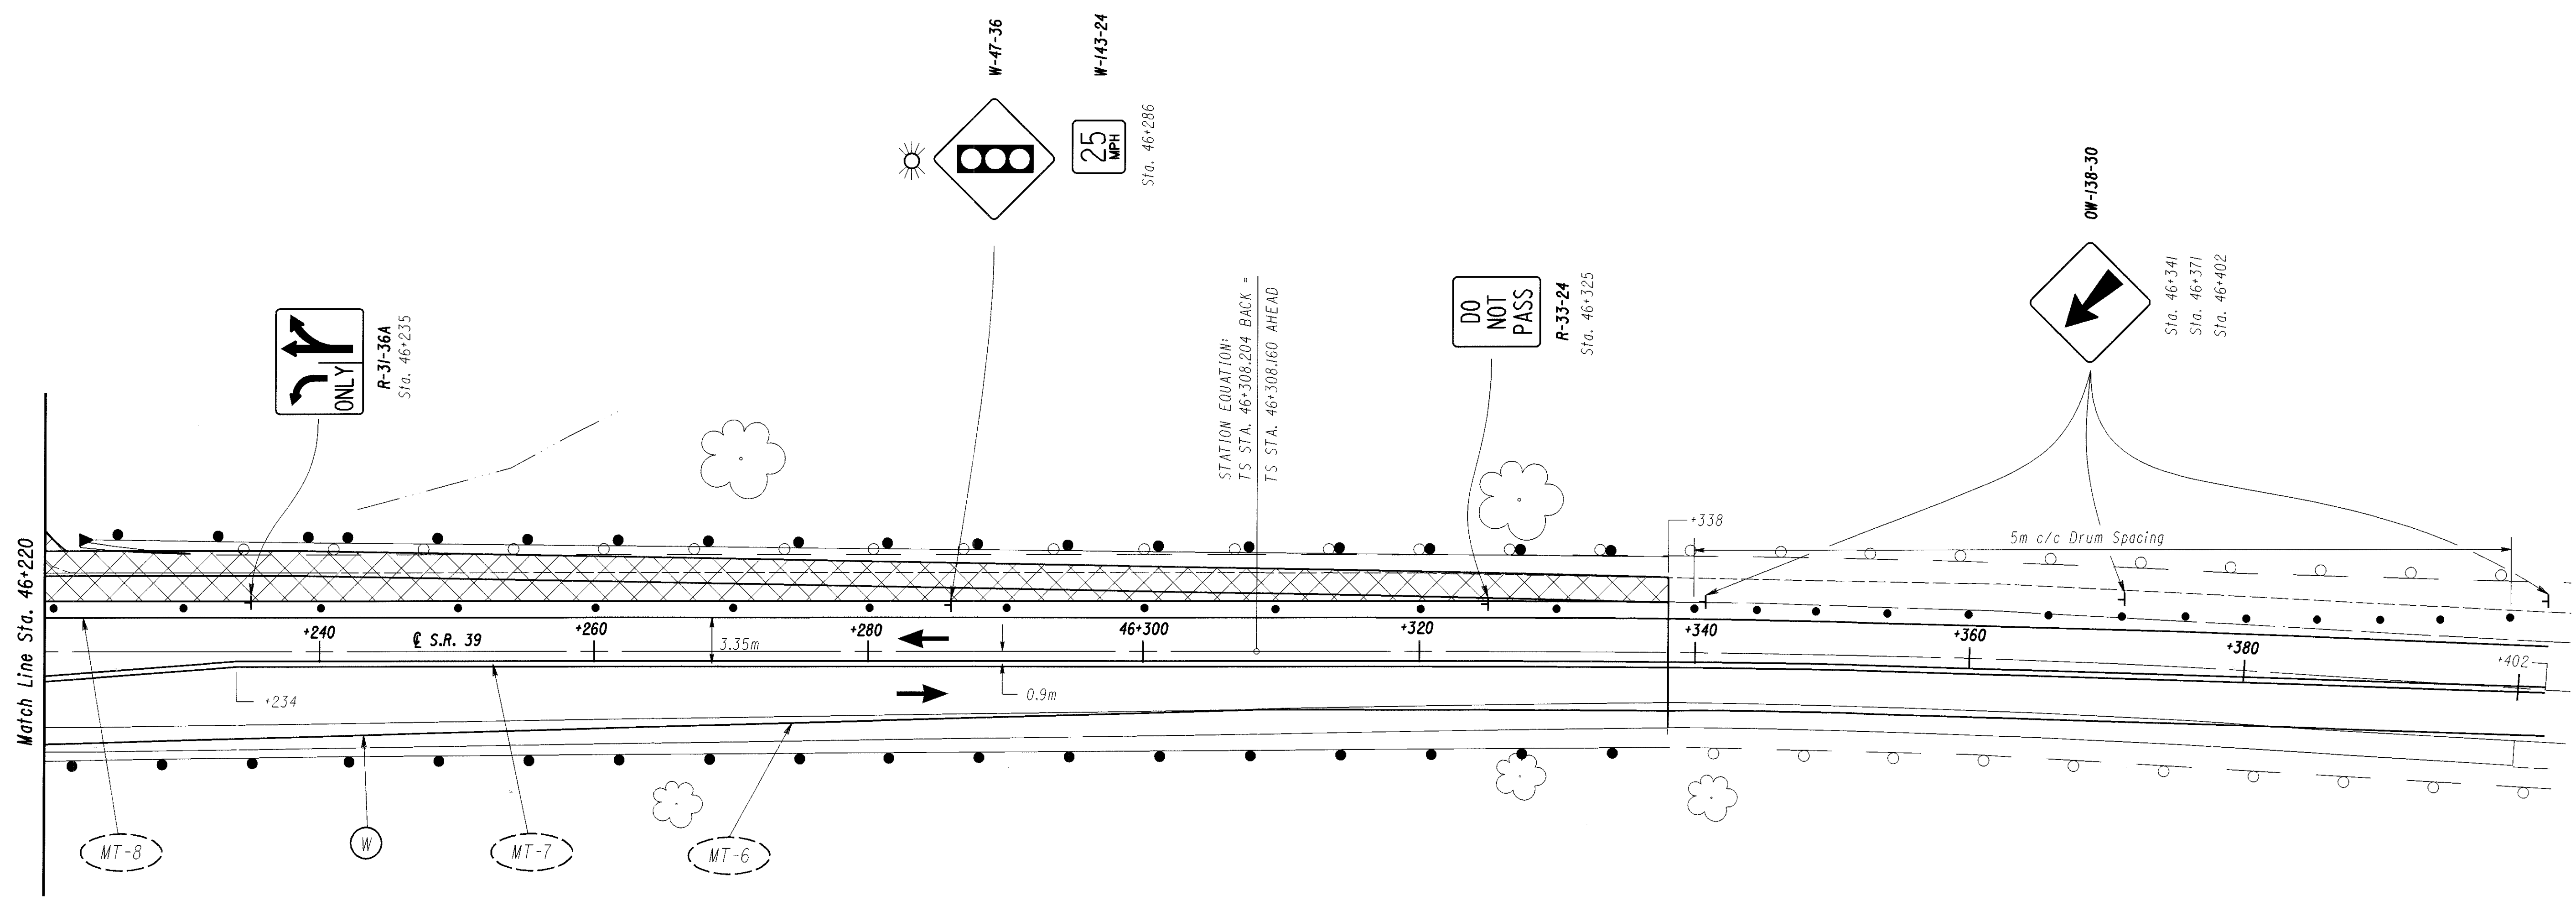 W-47-36
W-143-24
25
MPH
Sta. 46+286
OW-138-30
Sta. 46+341
Sta. 46+371
Sta. 46+402
ONLY
R-31-36A
Sta. 46+235
STATION EQUATION:
TS STA. 46+308.204 BACK =
TS STA. 46+308.160 AHEAD
DO
NOT
PASS
R-33-24
Sta. 46+325
Match Line Sta. 46+220
+338
5m c/c Drum Spacing
+240
℄ S.R. 39
+260
+280
46+300
+320
+340
+360
+380
+402
3.35m
+234
0.9m
MT-8
W
MT-7
MT-6